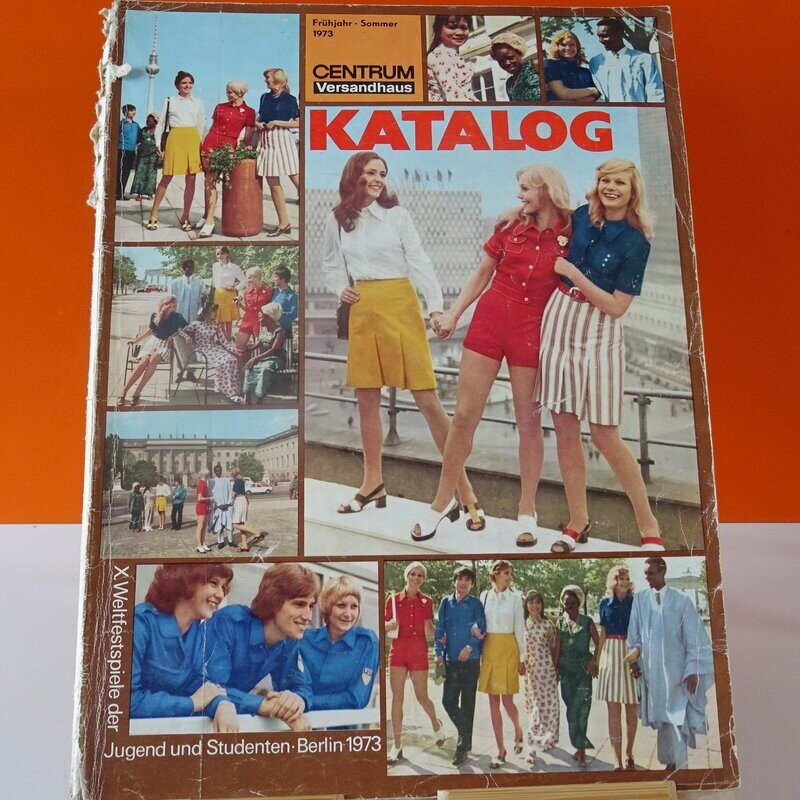 Frühjahr · Sommer
1973
CENTRUM
Versandhaus
KATALOG
X. Weltfestspiele der
Jugend und Studenten · Berlin 1973